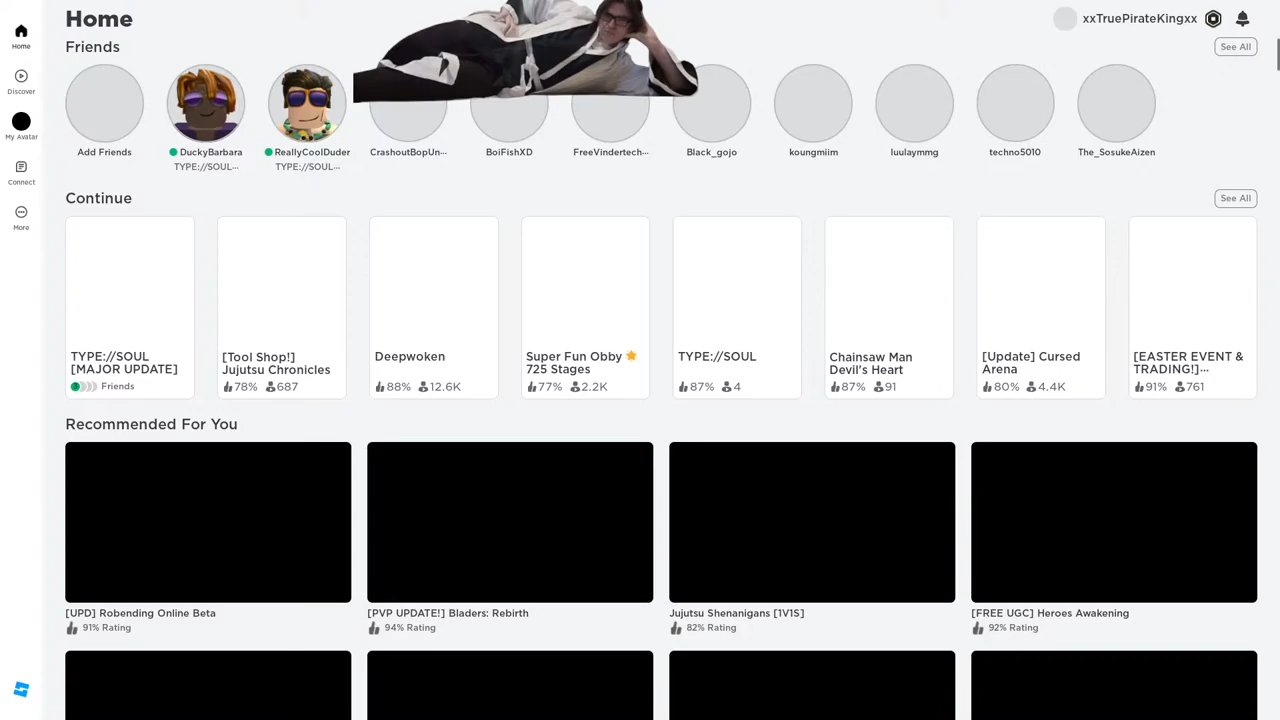 Home
xxTruePirateKingxx
Friends
See All
Home
Discover
My Avatar
Connect
More
Add Friends
DuckyBarbara
TYPE://SOUL...
ReallyCoolDuder
TYPE://SOUL...
CrashoutBopUn...
BoiFishXD
FreeVindertech...
Black_gojo
koungmiim
luulaymmg
techno5010
The_SosukeAizen
Continue
See All
TYPE://SOUL
[MAJOR UPDATE]
Friends
[Tool Shop!]
Jujutsu Chronicles
78% 687
Deepwoken
88% 12.6K
Super Fun Obby ⭐
725 Stages
77% 2.2K
TYPE://SOUL
87% 4
Chainsaw Man
Devil's Heart
87% 91
[Update] Cursed
Arena
80% 4.4K
[EASTER EVENT &
TRADING!]...
91% 761
Recommended For You
[UPD] Robending Online Beta
91% Rating
[PVP UPDATE!] Bladers: Rebirth
94% Rating
Jujutsu Shenanigans [1V1S]
82% Rating
[FREE UGC] Heroes Awakening
92% Rating